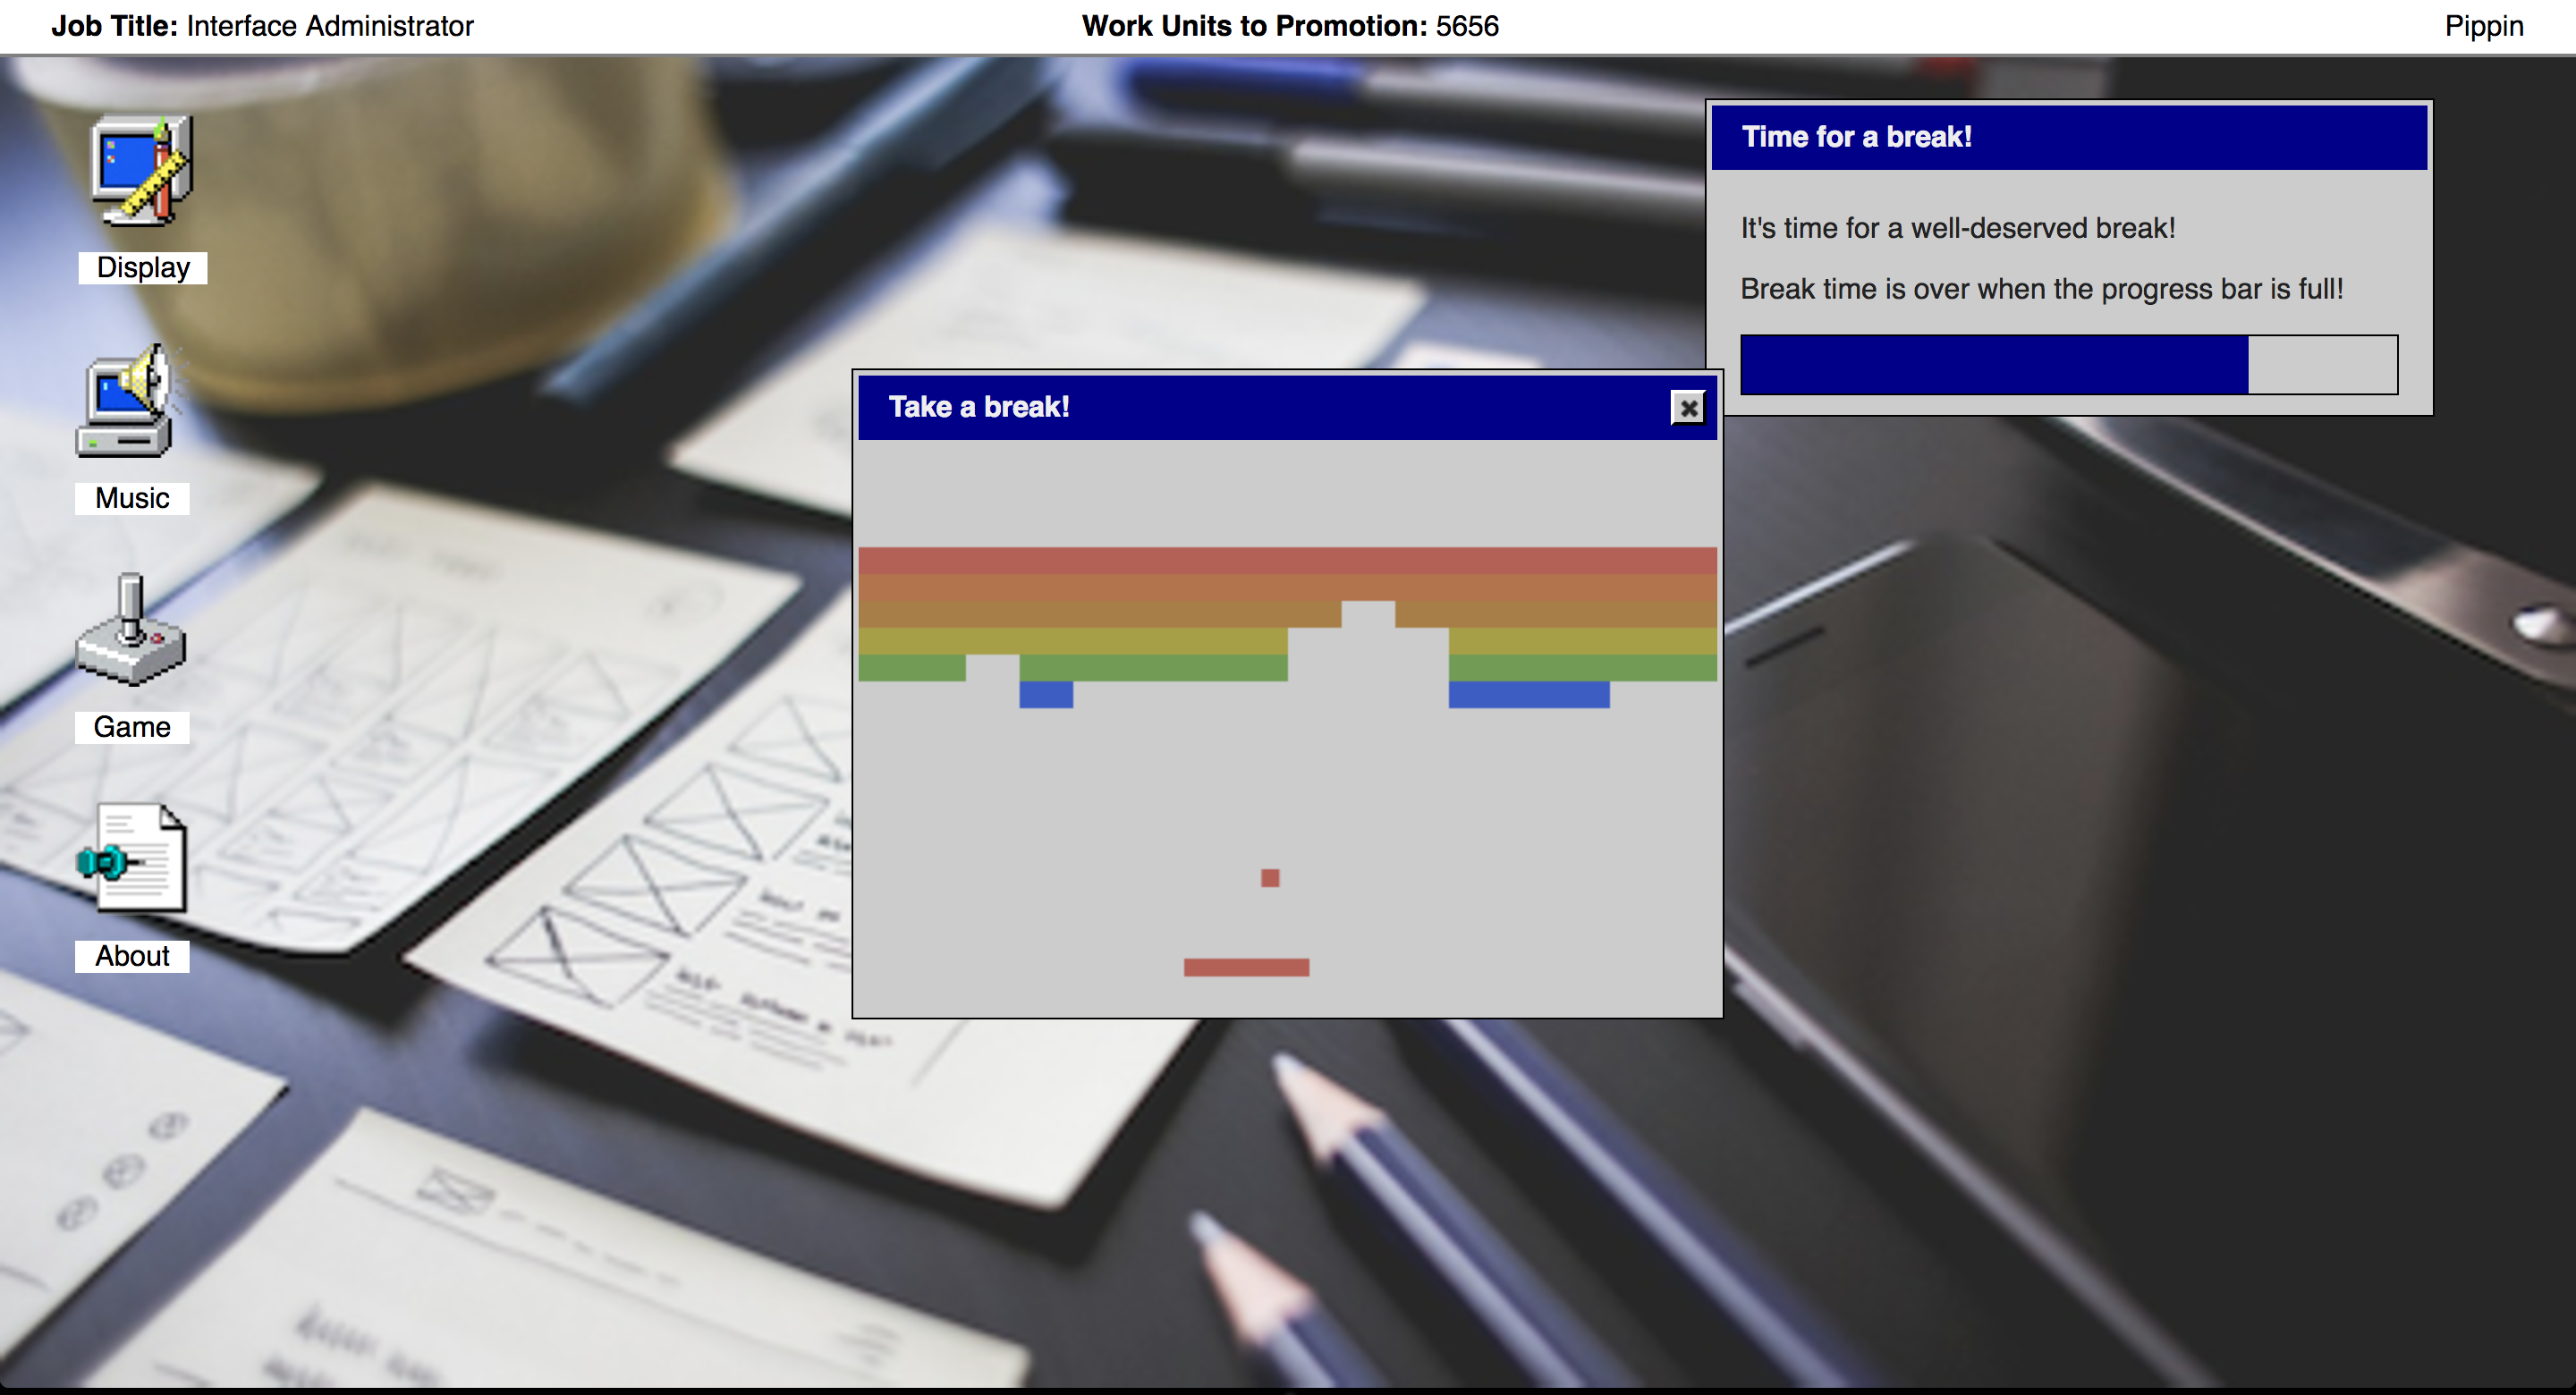 Job Title: Interface Administrator
Work Units to Promotion: 5656
Pippin
Display
Music
Game
About
Time for a break!
It's time for a well-deserved break!
Break time is over when the progress bar is full!
Take a break!